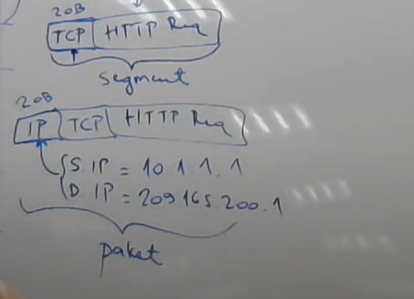 20B
TCP HTTP Req
segment
20B
IP TCP HTTP Req
S IP = 10.1.1.1
D IP = 209.165.200.1
paket